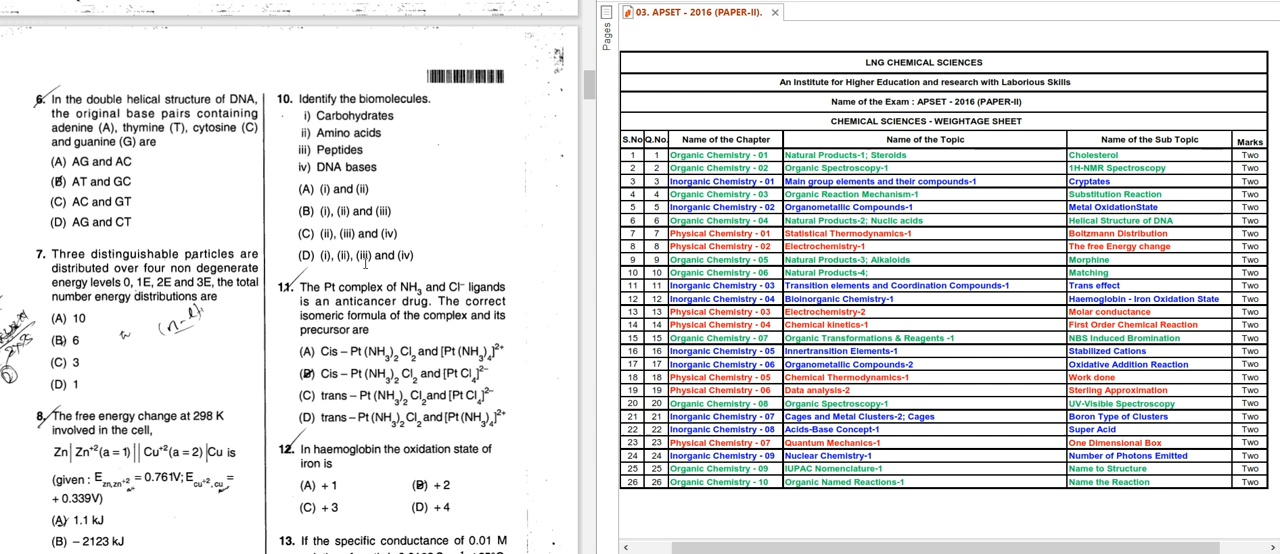 6. In the double helical structure of DNA,
the original base pairs containing
adenine (A), thymine (T), cytosine (C)
and guanine (G) are
(A) AG and AC
(B) AT and GC
(C) AC and GT
(D) AG and CT
7. Three distinguishable particles are
distributed over four non degenerate
energy levels 0, 1E, 2E and 3E, the total
number energy distributions are
(A) 10
(B) 6
(C) 3
(D) 1
8. The free energy change at 298 K
involved in the cell,
Zn│Zn⁺²(a = 1)││Cu⁺²(a = 2)│Cu is
(given : E zn,zn⁺² = 0.761V; E cu⁺²,cu =
+ 0.339V)
(A) 1.1 kJ
(B) – 2123 kJ
10. Identify the biomolecules.
i) Carbohydrates
ii) Amino acids
iii) Peptides
iv) DNA bases
(A) (i) and (ii)
(B) (i), (ii) and (iii)
(C) (ii), (iii) and (iv)
(D) (i), (ii), (iii) and (iv)
11. The Pt complex of NH₃ and Cl⁻ ligands
is an anticancer drug. The correct
isomeric formula of the complex and its
precursor are
(A) Cis – Pt (NH₃)₂ Cl₂ and [Pt (NH₃)₄]²⁺
(B) Cis – Pt (NH₃)₂ Cl₂ and [Pt Cl₄]²⁻
(C) trans – Pt (NH₃)₂ Cl₂ and [Pt Cl₄]²⁻
(D) trans – Pt (NH₃)₂ Cl₂ and [Pt (NH₃)₄]²⁺
12. In haemoglobin the oxidation state of
iron is
(A) + 1 (B) + 2
(C) + 3 (D) + 4
13. If the specific conductance of 0.01 M
Pages
03. APSET - 2016 (PAPER-II).
LNG CHEMICAL SCIENCES
An Institute for Higher Education and research with Laborious Skills
Name of the Exam : APSET - 2016 (PAPER-II)
CHEMICAL SCIENCES - WEIGHTAGE SHEET
S.No Q.No. Name of the Chapter Name of the Topic Name of the Sub Topic Marks
1 1 Organic Chemistry - 01 Natural Products-1; Steroids Cholesterol Two
2 2 Organic Chemistry - 02 Organic Spectroscopy-1 1H-NMR Spectroscopy Two
3 3 Inorganic Chemistry - 01 Main group elements and their compounds-1 Cryptates Two
4 4 Organic Chemistry - 03 Organic Reaction Mechanism-1 Substitution Reaction Two
5 5 Inorganic Chemistry - 02 Organometallic Compounds-1 Metal OxidationState Two
6 6 Organic Chemistry - 04 Natural Products-2; Nuclic acids Helical Structure of DNA Two
7 7 Physical Chemistry - 01 Statistical Thermodynamics-1 Boltzmann Distribution Two
8 8 Physical Chemistry - 02 Electrochemistry-1 The free Energy change Two
9 9 Organic Chemistry - 05 Natural Products-3; Alkaloids Morphine Two
10 10 Organic Chemistry - 06 Natural Products-4; Matching Two
11 11 Inorganic Chemistry - 03 Transition elements and Coordination Compounds-1 Trans effect Two
12 12 Inorganic Chemistry - 04 Bioinorganic Chemistry-1 Haemoglobin - Iron Oxidation State Two
13 13 Physical Chemistry - 03 Electrochemistry-2 Molar conductance Two
14 14 Physical Chemistry - 04 Chemical kinetics-1 First Order Chemical Reaction Two
15 15 Organic Chemistry - 07 Organic Transformations & Reagents -1 NBS Induced Bromination Two
16 16 Inorganic Chemistry - 05 Innertransition Elements-1 Stabilized Cations Two
17 17 Inorganic Chemistry - 06 Organometallic Compounds-2 Oxidative Addition Reaction Two
18 18 Physical Chemistry - 05 Chemical Thermodynamics-1 Work done Two
19 19 Physical Chemistry - 06 Data analysis-2 Sterling Approximation Two
20 20 Organic Chemistry - 08 Organic Spectroscopy-1 UV-Visible Spectroscopy Two
21 21 Inorganic Chemistry - 07 Cages and Metal Clusters-2; Cages Boron Type of Clusters Two
22 22 Inorganic Chemistry - 08 Acids-Base Concept-1 Super Acid Two
23 23 Physical Chemistry - 07 Quantum Mechanics-1 One Dimensional Box Two
24 24 Inorganic Chemistry - 09 Nuclear Chemistry-1 Number of Photons Emitted Two
25 25 Organic Chemistry - 09 IUPAC Nomenclature-1 Name to Structure Two
26 26 Organic Chemistry - 10 Organic Named Reactions-1 Name the Reaction Two